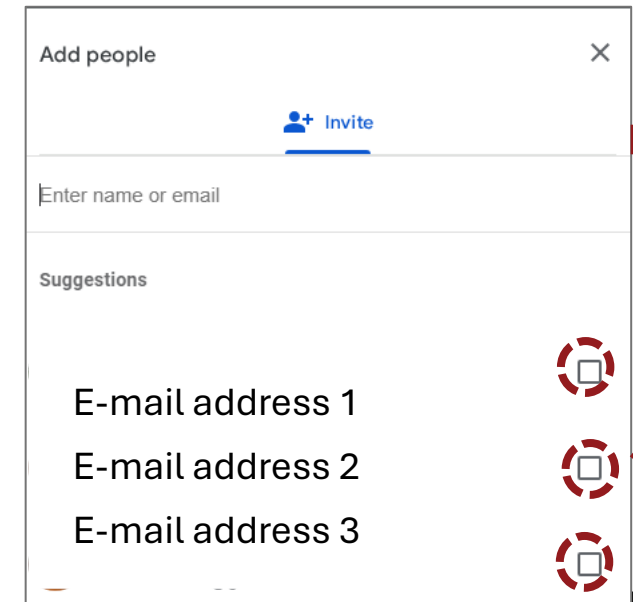 Add people
Invite
Enter name or email
Suggestions
E-mail address 1
E-mail address 2
E-mail address 3